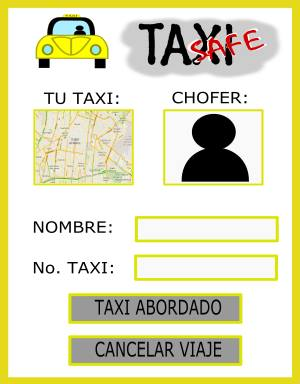 TAXI SAFE
TU TAXI:
CHOFER:
NOMBRE:
No. TAXI:
TAXI ABORDADO
CANCELAR VIAJE